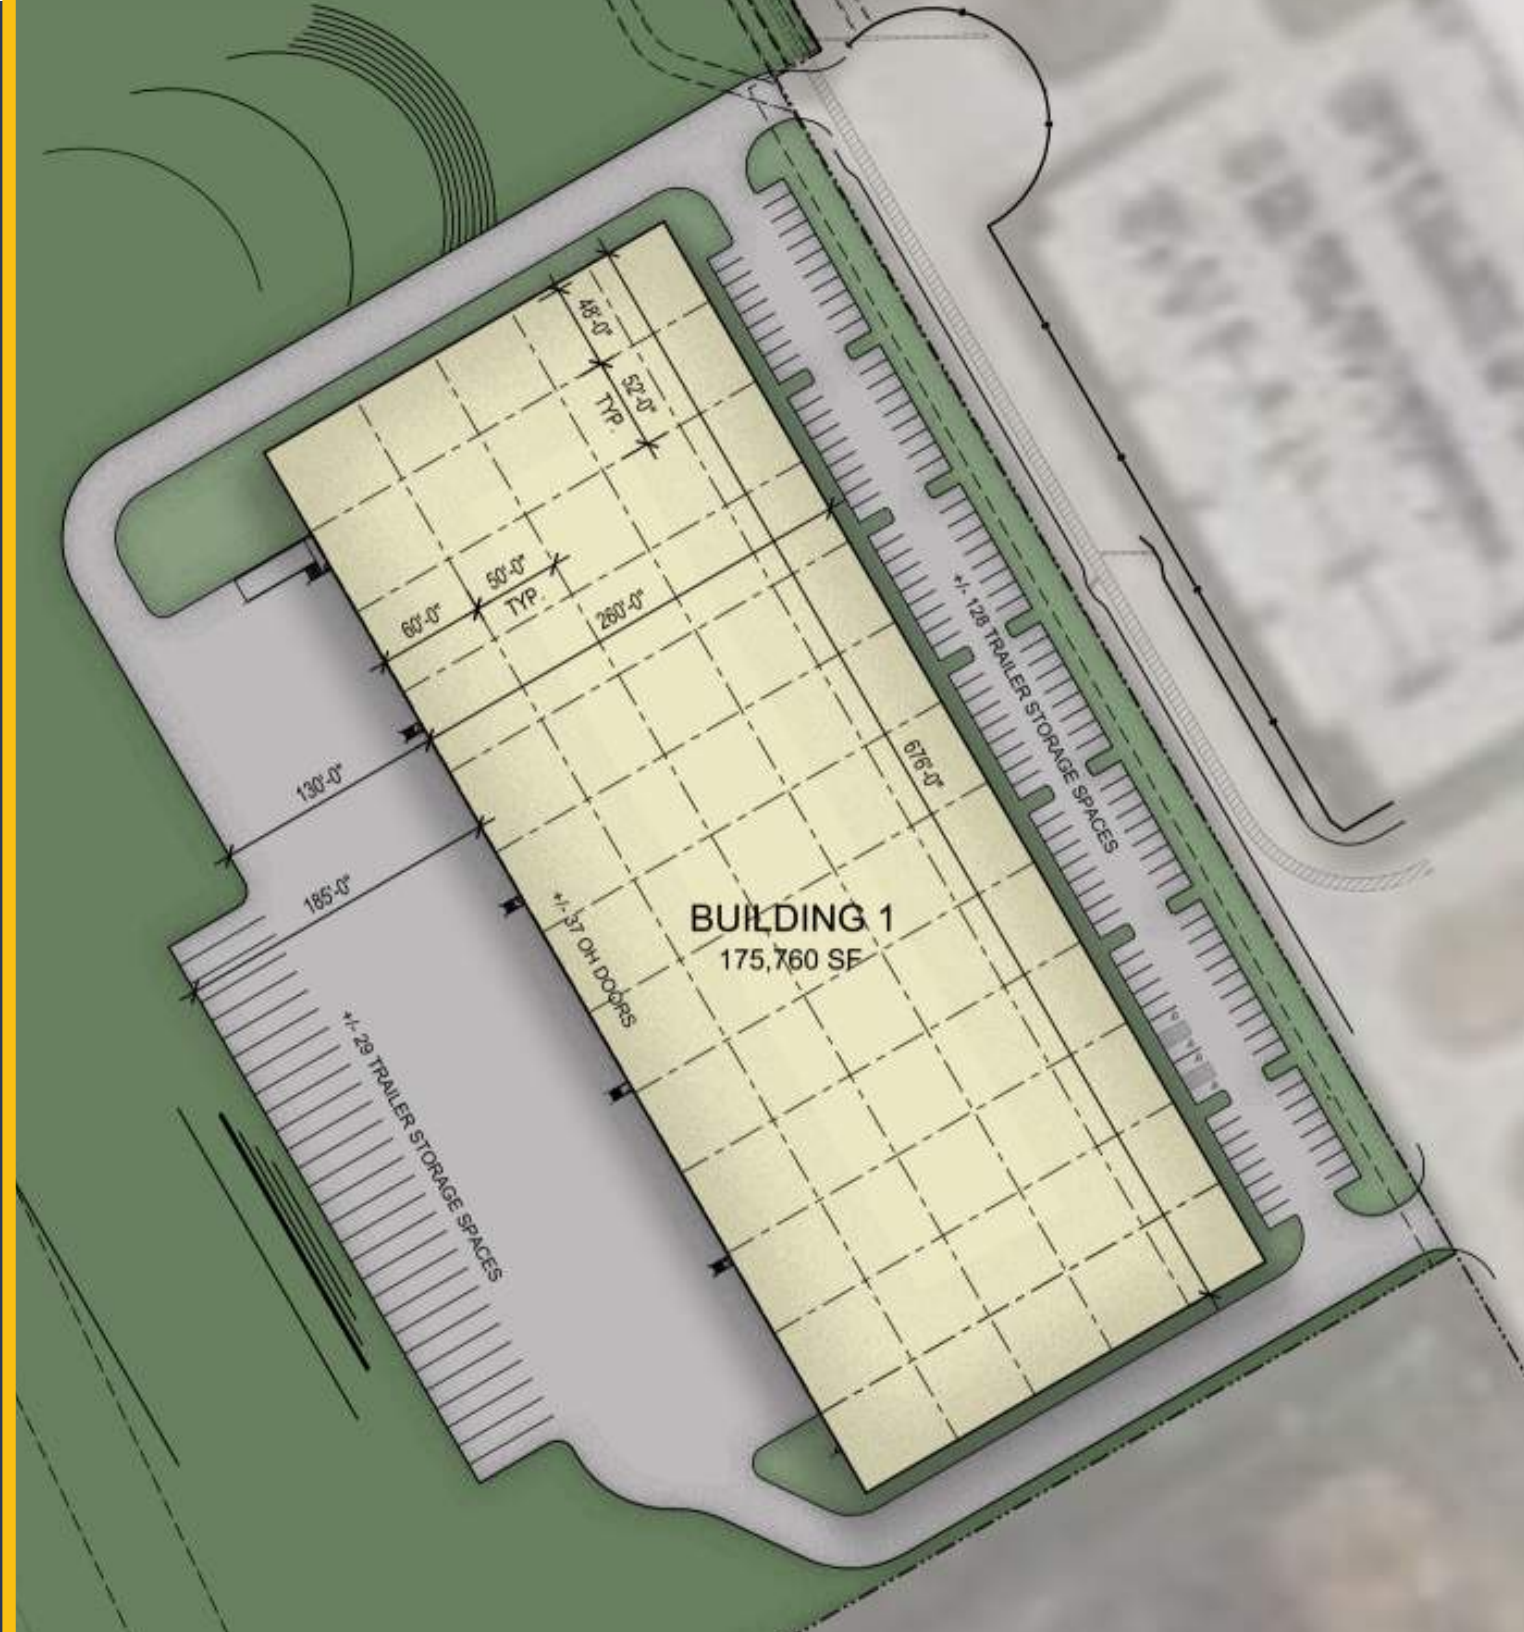 48'-0"
52'-0"
TYP.
50'-0"
TYP.
60'-0"
260'-0"
130'-0"
185'-0"
676'-0"
+/- 128 TRAILER STORAGE SPACES
BUILDING 1
175,760 SF
+/- 37 OH DOORS
+/- 29 TRAILER STORAGE SPACES